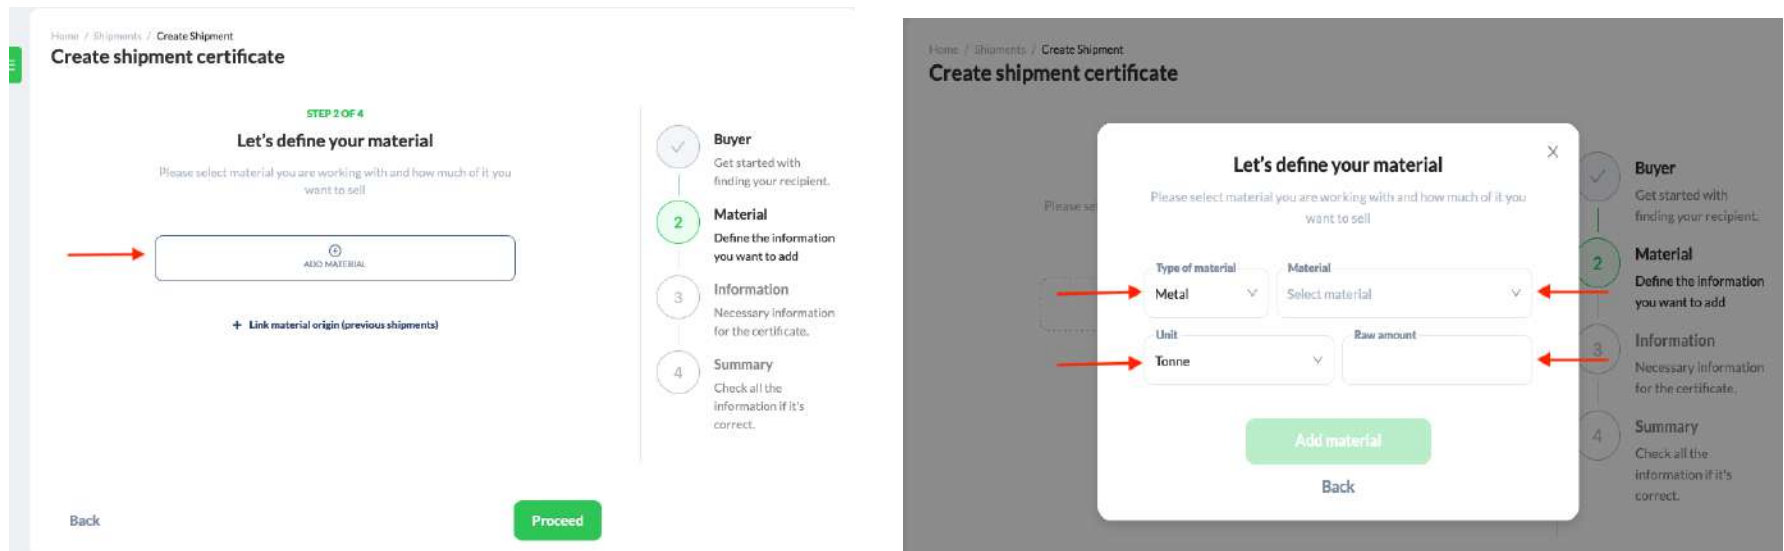 Home / Shipments / Create Shipment
Create shipment certificate
STEP 2 OF 4
Let's define your material
Please select material you are working with and how much of it you
want to sell
ADD MATERIAL
+ Link material origin (previous shipments)
Buyer
Get started with
finding your recipient.
2
Material
Define the information
you want to add
3
Information
Necessary information
for the certificate.
4
Summary
Check all the
information if it's
correct.
Back
Proceed
Home / Shipments / Create Shipment
Create shipment certificate
Please se
Let's define your material
X
Please select material you are working with and how much of it you
want to sell
Type of material
Material
Metal
Select material
Unit
Raw amount
Tonne
Add material
Back
Buyer
Get started with
finding your recipient.
2
Material
Define the information
you want to add
3
Information
Necessary information
for the certificate.
4
Summary
Check all the
information if it's
correct.